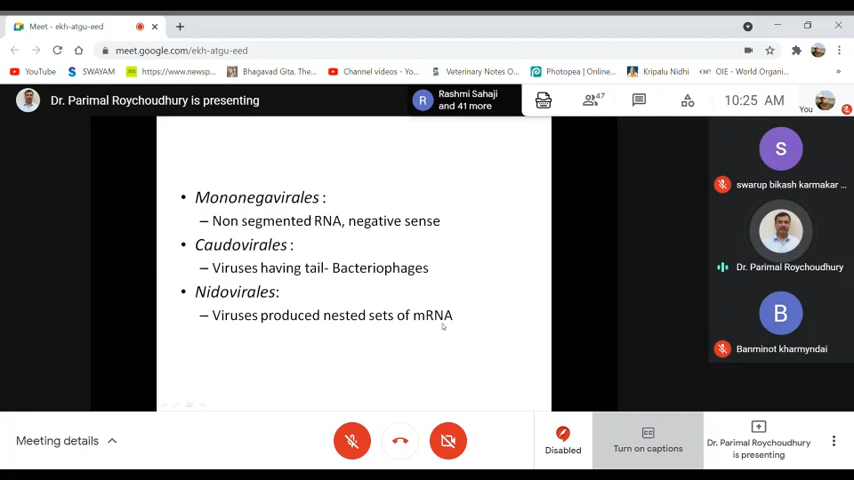 Meet - ekh-atgu-eed
meet.google.com/ekh-atgu-eed
YouTube
SWAYAM
https://www.newsp...
Bhagavad Gita, The...
Channel videos - Yo...
Veterinary Notes O...
Photopea | Online...
Kripalu Nidhi
OIE - World Organi...
»
Dr. Parimal Roychoudhury is presenting
R
Rashmi Sahaji
and 41 more
47
10:25 AM
You
• Mononegavirales :
– Non segmented RNA, negative sense
• Caudovirales :
– Viruses having tail- Bacteriophages
• Nidovirales:
– Viruses produced nested sets of mRNA
S
swarup bikash karmakar ...
Dr. Parimal Roychoudhury
B
Banminot kharmyndai
Meeting details
Disabled
CC
Turn on captions
Dr. Parimal Roychoudhury
is presenting